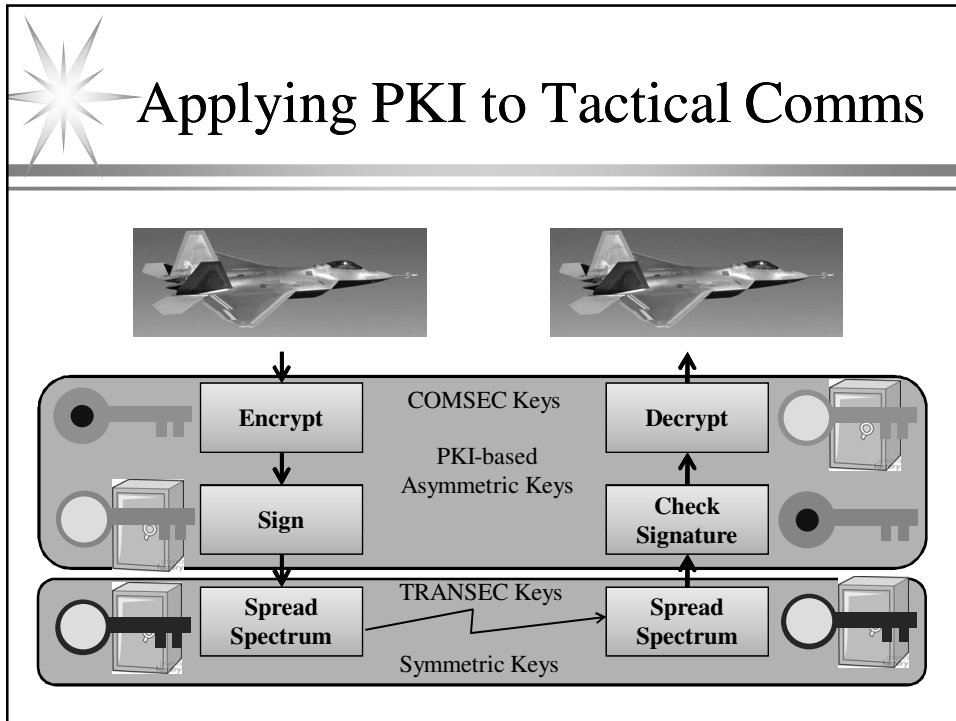 Applying PKI to Tactical Comms
Encrypt
COMSEC Keys
Decrypt
PKI-based
Asymmetric Keys
Sign
Check
Signature
Spread
Spectrum
TRANSEC Keys
Spread
Spectrum
Symmetric Keys